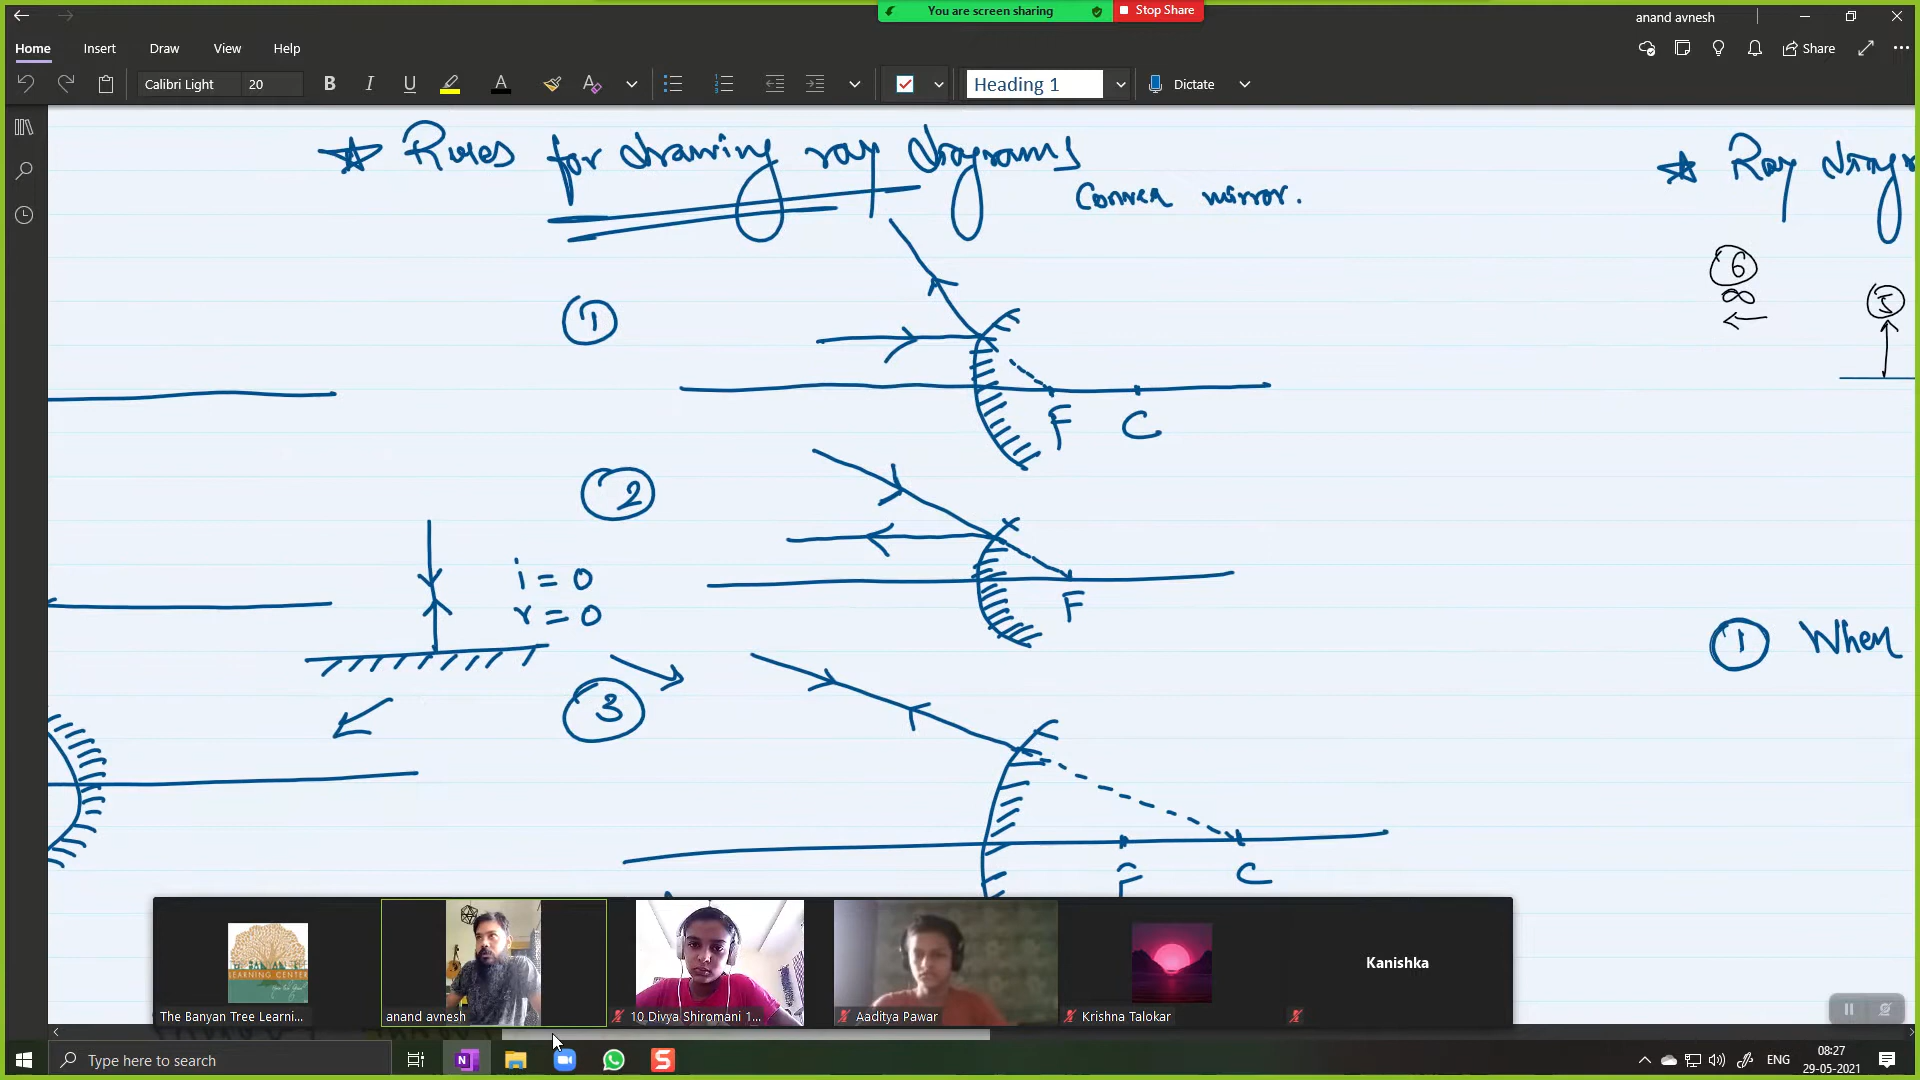 You are screen sharing
Stop Share
anand avnesh
Home Insert Draw View Help
Share
Calibri Light 20 B I U A Heading 1 Dictate
Rules for drawing ray diagrams
Convex mirror.
Ray diagr
1
6
∞
5
F C
2
i = 0
r = 0
F
1 When
3
F C
LEARNING CENTER
The Banyan Tree Learni...
anand avnesh
10 Divya Shiromani 1...
Aaditya Pawar
Krishna Talokar
Kanishka
Type here to search
N
S
ENG
08:27
29-05-2021